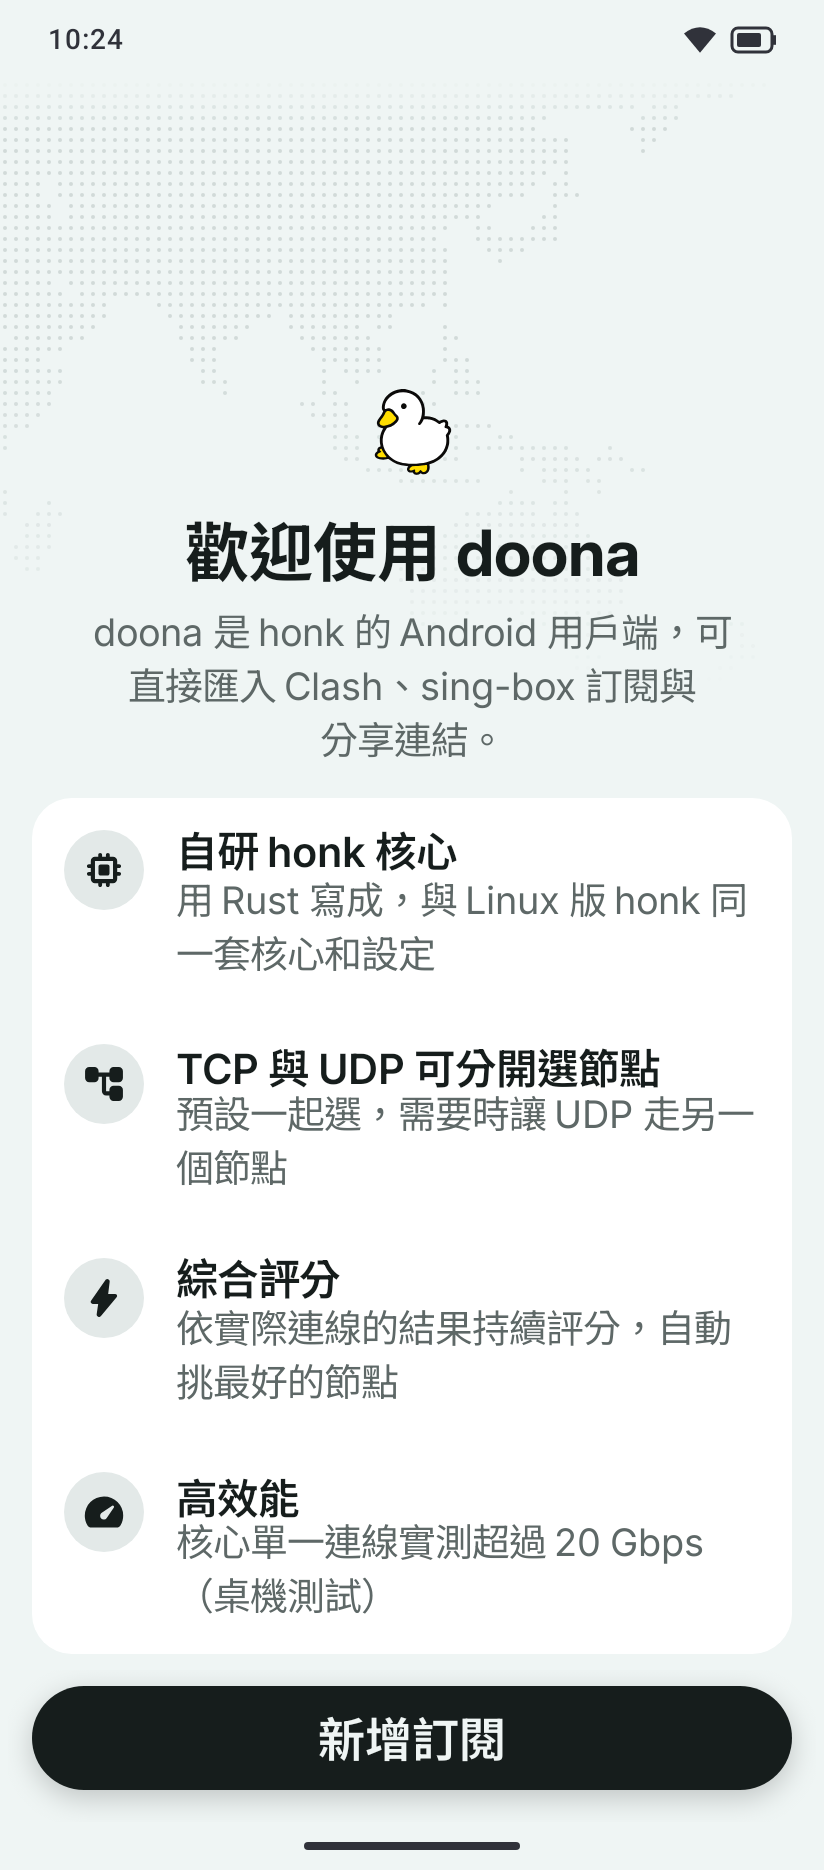 10:24
歡迎使用 doona
doona 是 honk 的 Android 用戶端，可
直接匯入 Clash、sing-box 訂閱與
分享連結。
自研 honk 核心
用 Rust 寫成，與 Linux 版 honk 同
一套核心和設定
TCP 與 UDP 可分開選節點
預設一起選，需要時讓 UDP 走另一
個節點
綜合評分
依實際連線的結果持續評分，自動
挑最好的節點
高效能
核心單一連線實測超過 20 Gbps
（桌機測試）
新增訂閱